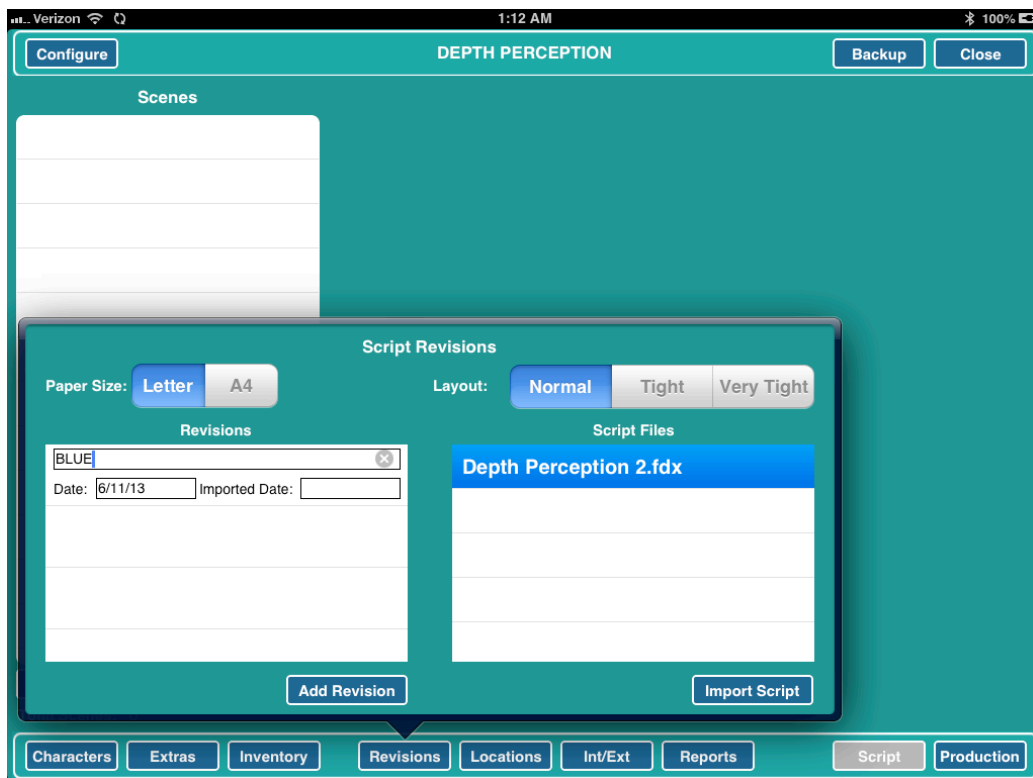 Verizon 1:12 AM 100%
Configure DEPTH PERCEPTION Backup Close
Scenes
Script Revisions
Paper Size: Letter A4 Layout: Normal Tight Very Tight
Revisions Script Files
BLUE
Depth Perception 2.fdx
Date: 6/11/13 Imported Date:
Add Revision Import Script
Characters Extras Inventory Revisions Locations Int/Ext Reports Script Production